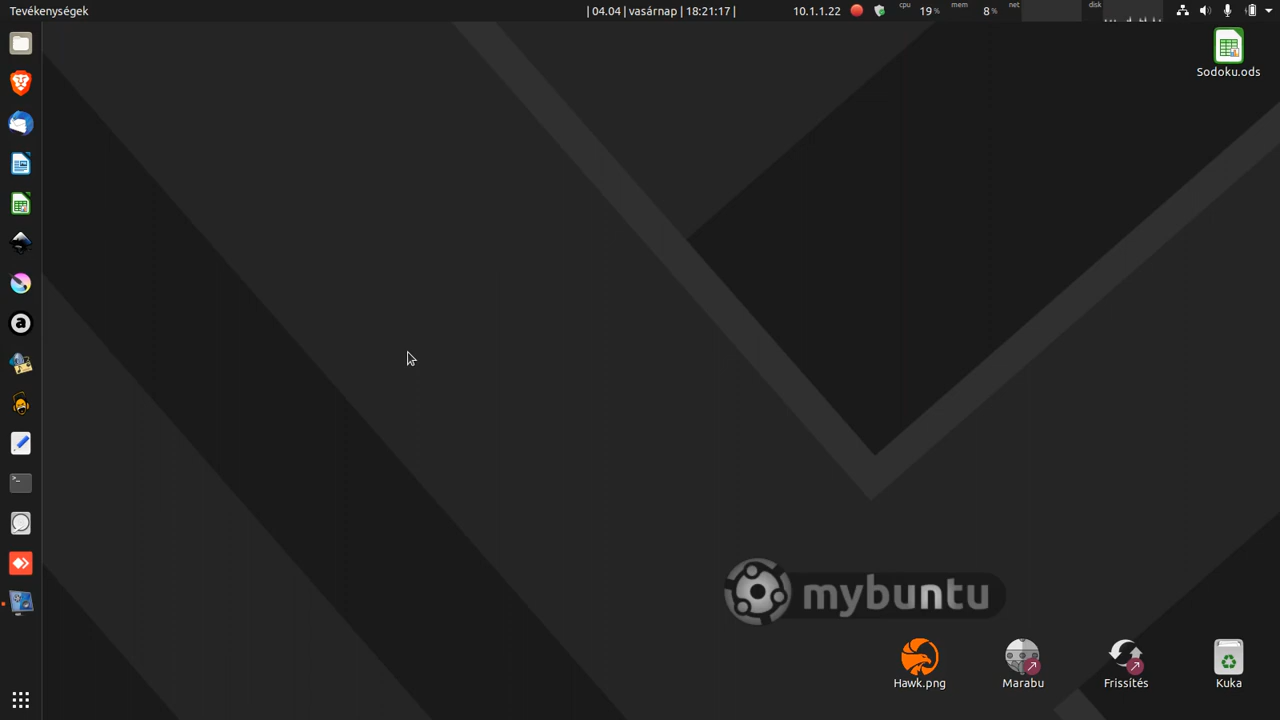 Tevékenységek | 04.04 | vasárnap | 18:21:17 | 10.1.1.22 cpu 19 % mem 8 % net disk
Sodoku.ods
mybuntu
Hawk.png Marabu Frissítés Kuka